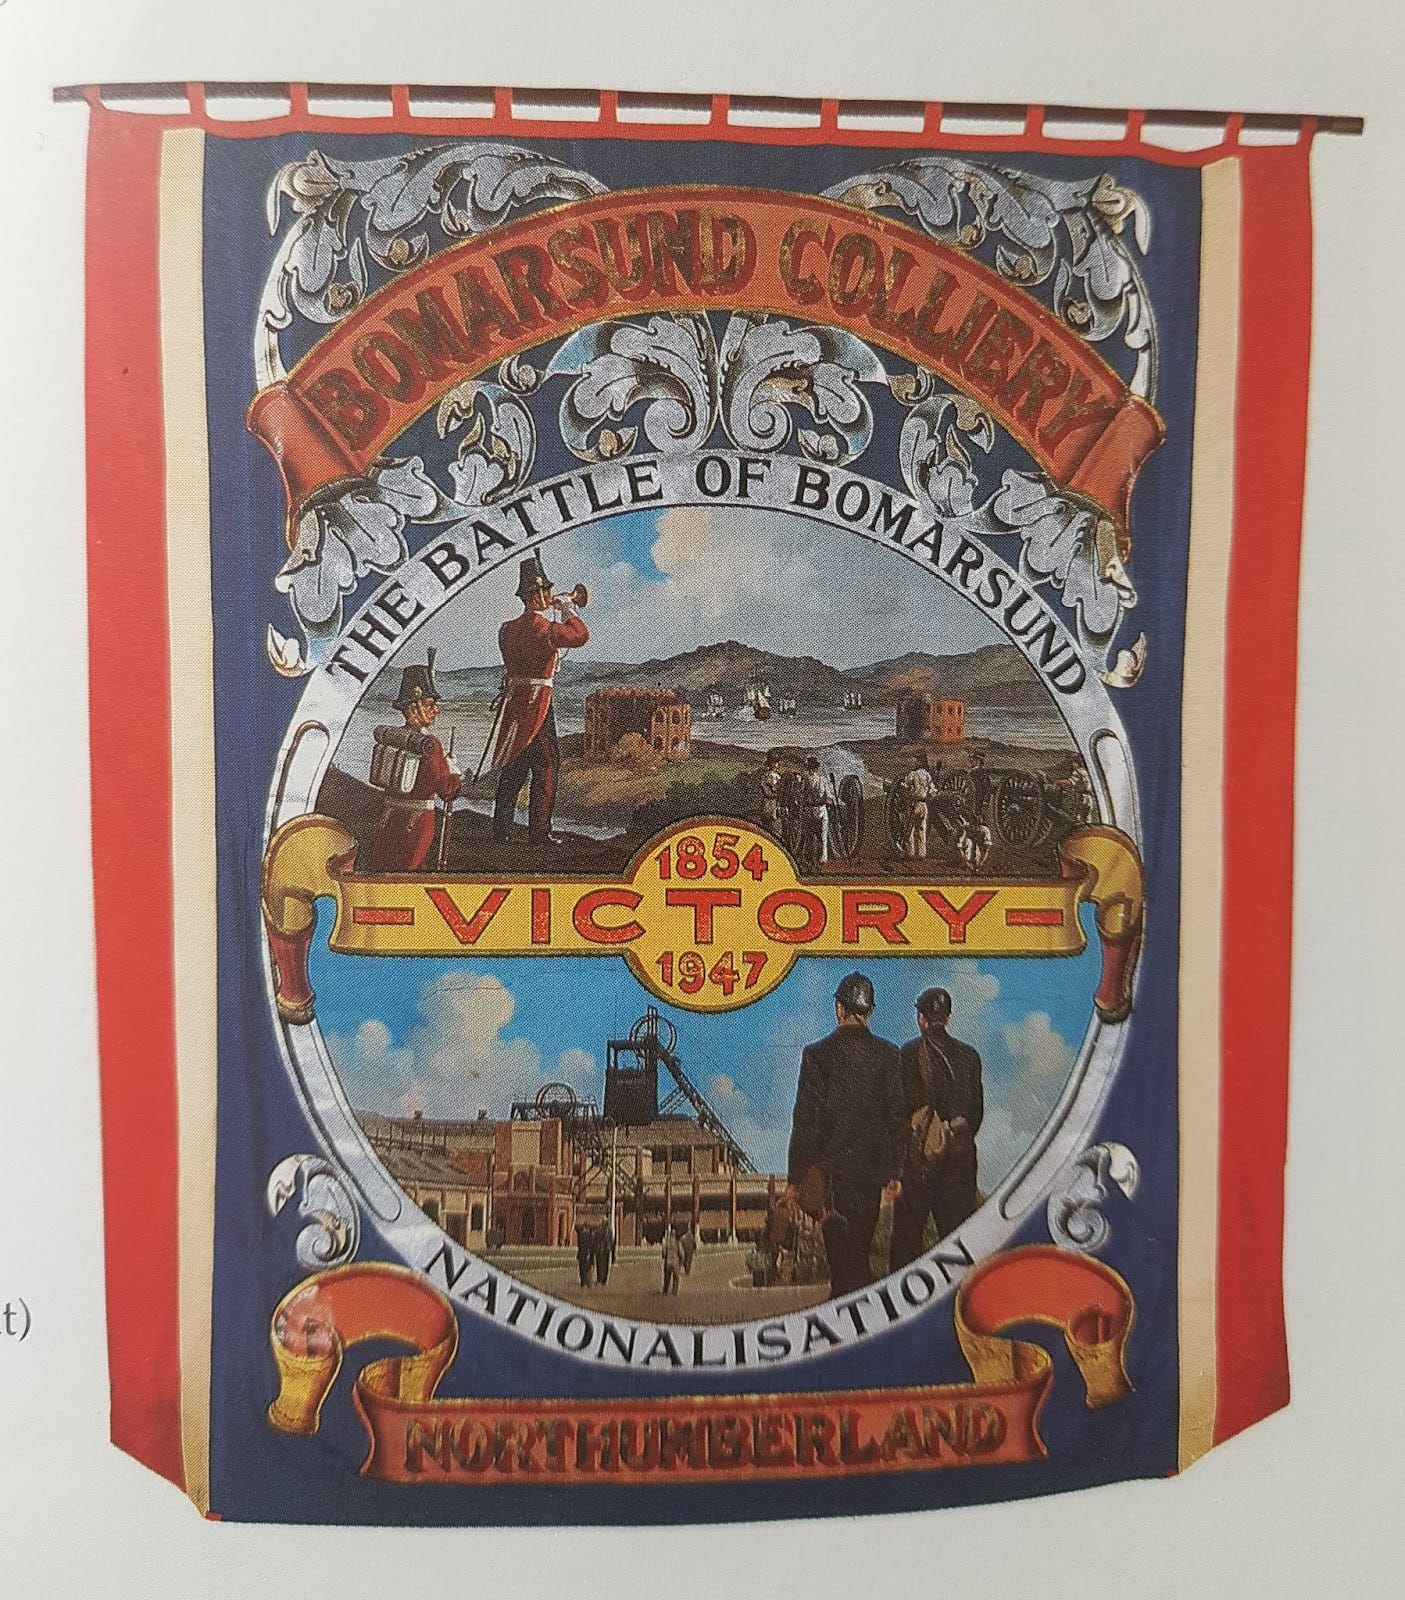 BOMARSUND COLLIERY
THE BATTLE OF BOMARSUND
1854
-VICTORY-
1947
NATIONALISATION
NORTHUMBERLAND